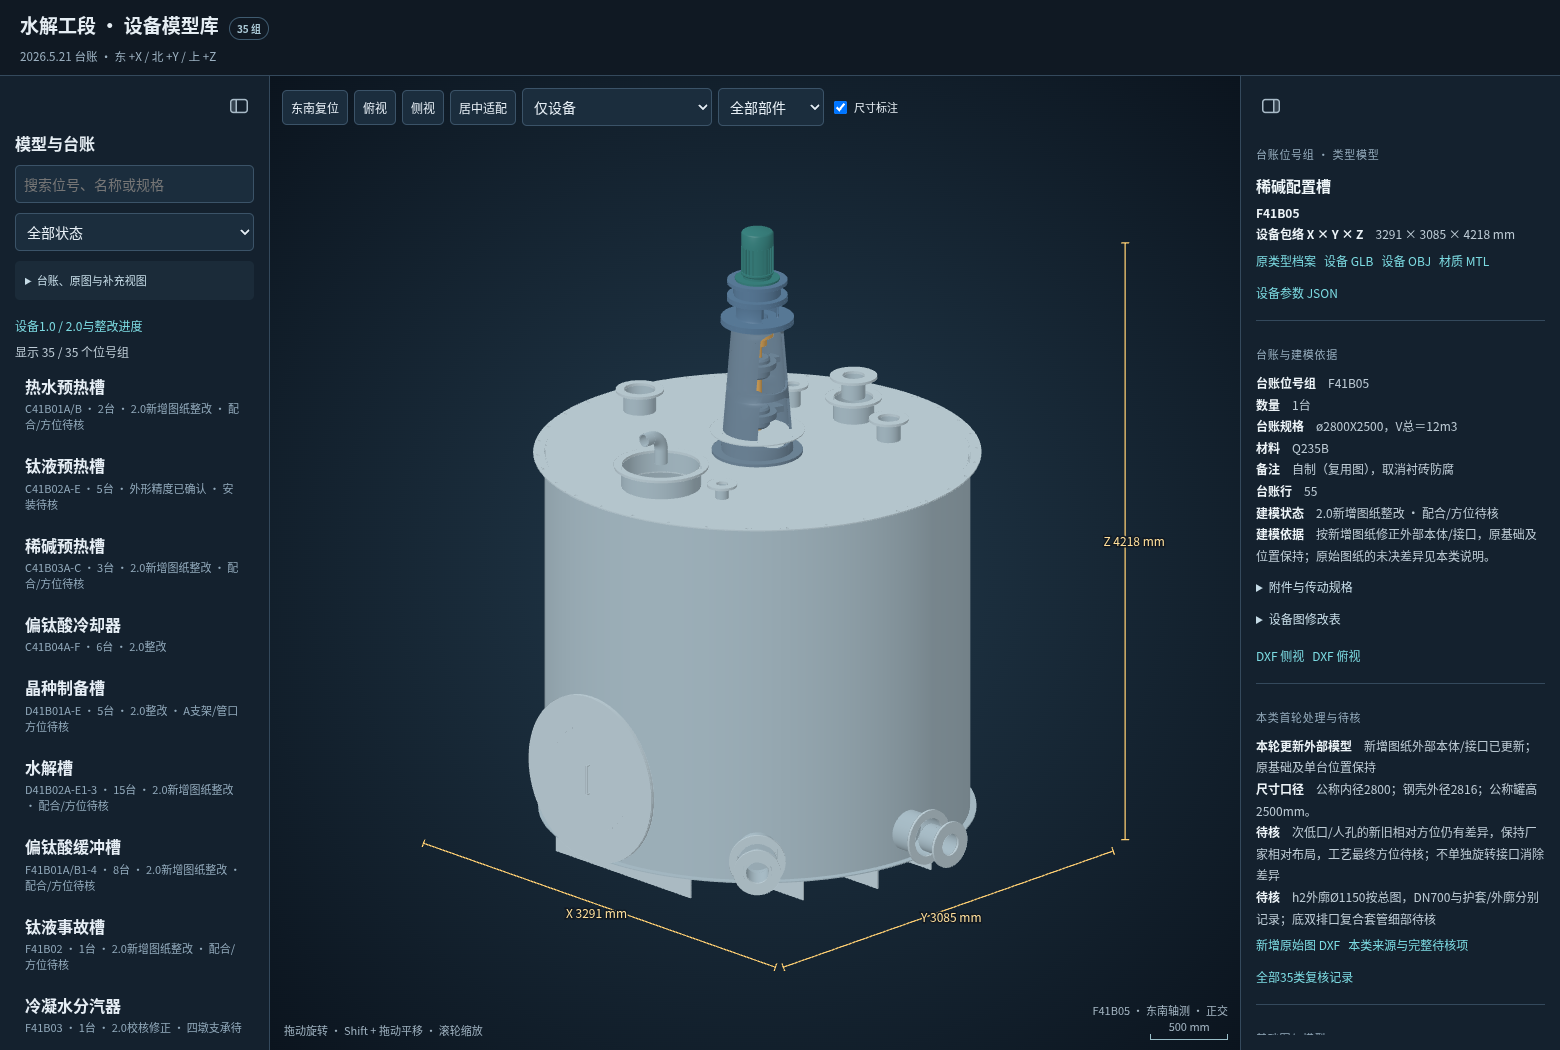 水解工段 · 设备模型库 35 组
2026.5.21 台账 · 东 +X / 北 +Y / 上 +Z
模型与台账
搜索位号、名称或规格
全部状态
▸ 台账、原图与补充视图
设备1.0 / 2.0与整改进度
显示 35 / 35 个位号组
热水预热槽
C41B01A/B · 2台 · 2.0新增图纸整改 · 配
合/方位待核
钛液预热槽
C41B02A-E · 5台 · 外形精度已确认 · 安
装待核
稀碱预热槽
C41B03A-C · 3台 · 2.0新增图纸整改 · 配
合/方位待核
偏钛酸冷却器
C41B04A-F · 6台 · 2.0整改
晶种制备槽
D41B01A-E · 5台 · 2.0整改 · A支架/管口
方位待核
水解槽
D41B02A-E1-3 · 15台 · 2.0新增图纸整改
· 配合/方位待核
偏钛酸缓冲槽
F41B01A/B1-4 · 8台 · 2.0新增图纸整改 ·
配合/方位待核
钛液事故槽
F41B02 · 1台 · 2.0新增图纸整改 · 配合/
方位待核
冷凝水分汽器
F41B03 · 1台 · 2.0校核修正 · 四墩支承待
东南复位 俯视 侧视 居中适配 仅设备 全部部件 尺寸标注
Z 4218 mm
X 3291 mm
Y 3085 mm
拖动旋转 · Shift + 拖动平移 · 滚轮缩放
F41B05 · 东南轴测 · 正交
500 mm
台账位号组 · 类型模型
稀碱配置槽
F41B05
设备包络 X × Y × Z 3291 × 3085 × 4218 mm
原类型档案 设备 GLB 设备 OBJ 材质 MTL
设备参数 JSON
台账与建模依据
台账位号组 F41B05
数量 1台
台账规格 ø2800X2500，V总＝12m3
材料 Q235B
备注 自制（复用图），取消衬砖防腐
台账行 55
建模状态 2.0新增图纸整改 · 配合/方位待核
建模依据 按新增图纸修正外部本体/接口，原基础及
位置保持；原始图纸的未决差异见本类说明。
▸ 附件与传动规格
▸ 设备图修改表
DXF 侧视 DXF 俯视
本类首轮处理与待核
本轮更新外部模型 新增图纸外部本体/接口已更新；
原基础及单台位置保持
尺寸口径 公称内径2800；钢壳外径2816；公称罐高
2500mm。
待核 次低口/人孔的新旧相对方位仍有差异，保持厂
家相对布局，工艺最终方位待核；不单独旋转接口消除
差异
待核 h2外廓Ø1150按总图，DN700与护套/外廓分别
记录；底双排口复合套管细部待核
新增原始图 DXF 本类来源与完整待核项
全部35类复核记录